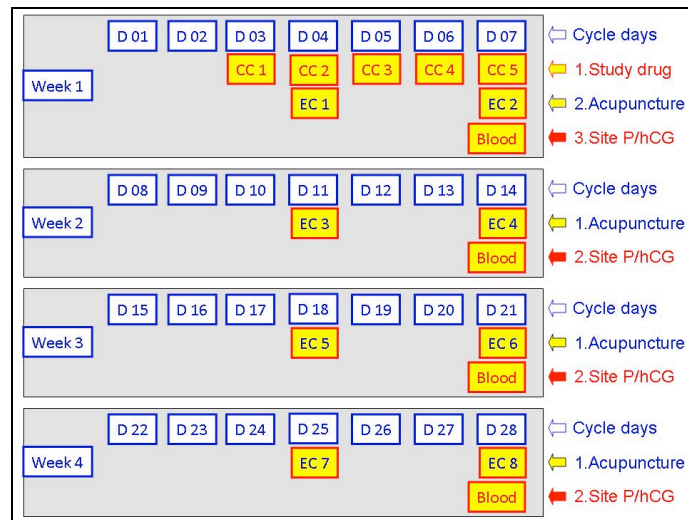 D 01 D 02 D 03 D 04 D 05 D 06 D 07 Cycle days
CC 1 CC 2 CC 3 CC 4 CC 5 1.Study drug
Week 1
EC 1 EC 2 2.Acupuncture
Blood 3.Site P/hCG
D 08 D 09 D 10 D 11 D 12 D 13 D 14 Cycle days
Week 2 EC 3 EC 4 1.Acupuncture
Blood 2.Site P/hCG
D 15 D 16 D 17 D 18 D 19 D 20 D 21 Cycle days
Week 3 EC 5 EC 6 1.Acupuncture
Blood 2.Site P/hCG
D 22 D 23 D 24 D 25 D 26 D 27 D 28 Cycle days
Week 4 EC 7 EC 8 1.Acupuncture
Blood 2.Site P/hCG